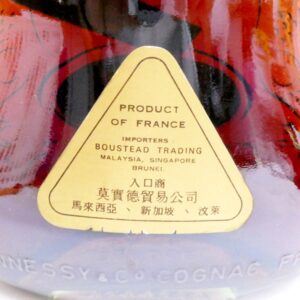 PRODUCT
OF FRANCE
IMPORTERS
BOUSTEAD TRADING
MALAYSIA, SINGAPORE
BRUNEI
入口商
莫實德貿易公司
馬來西亞、新加坡、汶萊
NNESSY & Co COGNAC